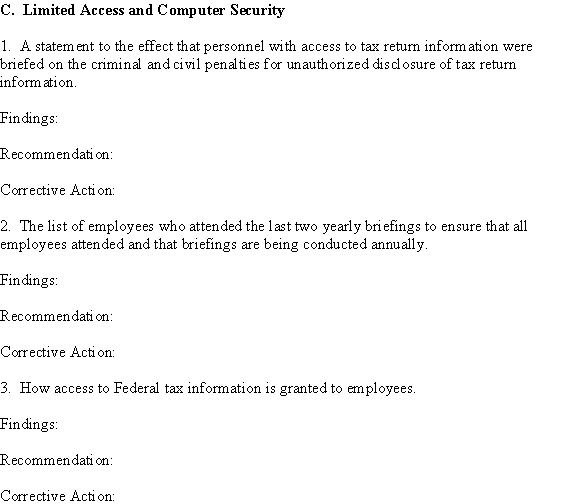 C. Limited Access and Computer Security
1. A statement to the effect that personnel with access to tax return information were
briefed on the criminal and civil penalties for unauthorized disclosure of tax return
information.
Findings:
Recommendation:
Corrective Action:
2. The list of employees who attended the last two yearly briefings to ensure that all
employees attended and that briefings are being conducted annually.
Findings:
Recommendation:
Corrective Action:
3. How access to Federal tax information is granted to employees.
Findings:
Recommendation:
Corrective Action: